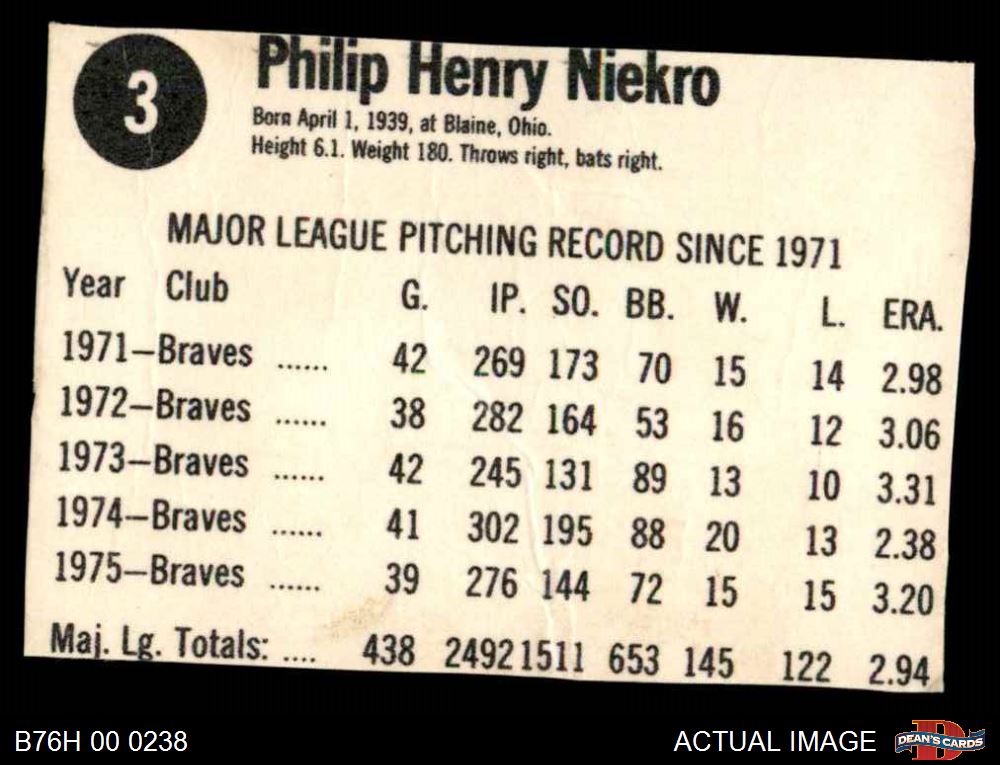 3
Philip Henry Niekro
Born April 1, 1939, at Blaine, Ohio.
Height 6.1. Weight 180. Throws right, bats right.
MAJOR LEAGUE PITCHING RECORD SINCE 1971
Year Club G. IP. SO. BB. W. L. ERA.
1971—Braves ...... 42 269 173 70 15 14 2.98
1972—Braves ...... 38 282 164 53 16 12 3.06
1973—Braves ...... 42 245 131 89 13 10 3.31
1974—Braves ...... 41 302 195 88 20 13 2.38
1975—Braves ...... 39 276 144 72 15 15 3.20
Maj. Lg. Totals: .... 438 2492 1511 653 145 122 2.94
B76H 00 0238
ACTUAL IMAGE
DEAN'S CARDS